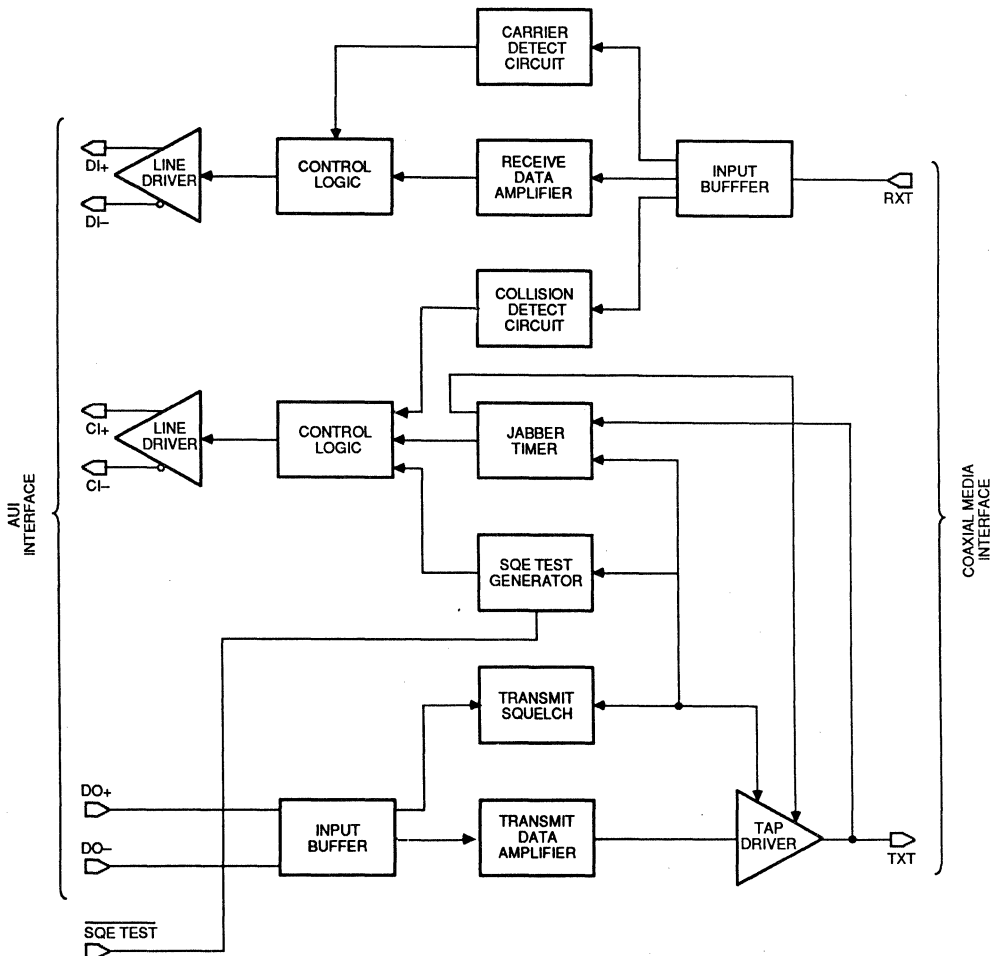 CARRIER
DETECT
CIRCUIT
DI+
DI–
LINE
DRIVER
CONTROL
LOGIC
RECEIVE
DATA
AMPLIFIER
INPUT
BUFFFER
RXT
COLLISION
DETECT
CIRCUIT
CI+
CI–
LINE
DRIVER
CONTROL
LOGIC
JABBER
TIMER
AUI
INTERFACE
COAXIAL MEDIA
INTERFACE
SQE TEST
GENERATOR
TRANSMIT
SQUELCH
DO+
DO–
INPUT
BUFFER
TRANSMIT
DATA
AMPLIFIER
TAP
DRIVER
TXT
SQE TEST